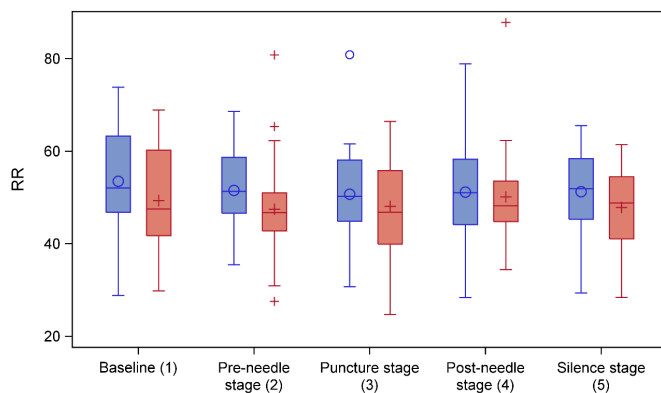 80
60
RR
40
20
Baseline (1)
Pre-needle
stage (2)
Puncture stage
(3)
Post-needle
stage (4)
Silence stage
(5)